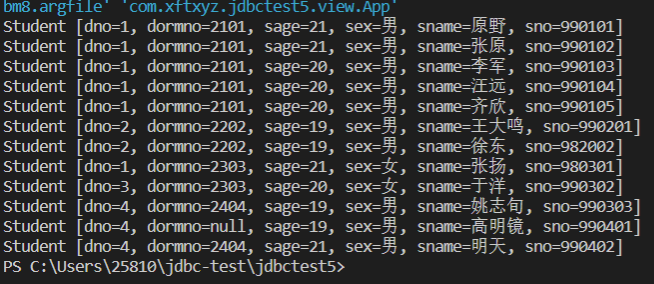 bm8.argfile' 'com.xftxyz.jdbctest5.view.App'
Student [dno=1, dormno=2101, sage=21, sex=男, sname=原野, sno=990101]
Student [dno=1, dormno=2101, sage=21, sex=男, sname=张原, sno=990102]
Student [dno=1, dormno=2101, sage=20, sex=男, sname=李军, sno=990103]
Student [dno=1, dormno=2101, sage=20, sex=男, sname=汪远, sno=990104]
Student [dno=1, dormno=2101, sage=20, sex=男, sname=齐欣, sno=990105]
Student [dno=2, dormno=2202, sage=19, sex=男, sname=王大鸣, sno=990201]
Student [dno=2, dormno=2202, sage=19, sex=男, sname=徐东, sno=982002]
Student [dno=1, dormno=2303, sage=21, sex=女, sname=张扬, sno=980301]
Student [dno=3, dormno=2303, sage=20, sex=女, sname=于洋, sno=990302]
Student [dno=4, dormno=2404, sage=19, sex=男, sname=姚志旬, sno=990303]
Student [dno=4, dormno=null, sage=19, sex=男, sname=高明镜, sno=990401]
Student [dno=4, dormno=2404, sage=21, sex=男, sname=明天, sno=990402]
PS C:\Users\25810\jdbc-test\jdbctest5>